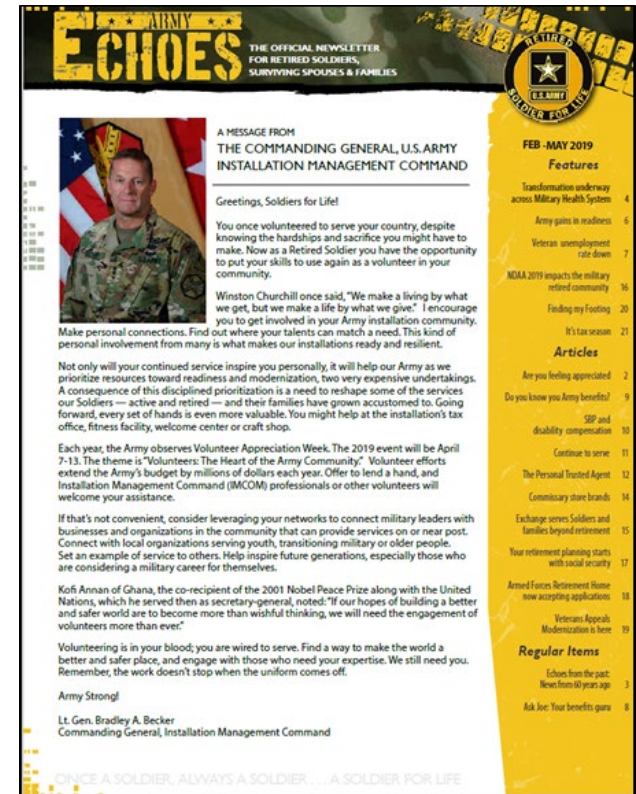 ARMY
ECHOES
THE OFFICIAL NEWSLETTER
FOR RETIRED SOLDIERS,
SURVIVING SPOUSES & FAMILIES
RETIRED
U.S. ARMY
SOLDIER FOR LIFE
A MESSAGE FROM
THE COMMANDING GENERAL, U.S. ARMY
INSTALLATION MANAGEMENT COMMAND
Greetings, Soldiers for Life!
You once volunteered to serve your country, despite
knowing the hardships and sacrifice you might have to
make. Now as a Retired Soldier you have the opportunity
to put your skills to use again as a volunteer in your
community.
Winston Churchill once said, "We make a living by what
we get, but we make a life by what we give." I encourage
you to get involved in your Army installation community.
Make personal connections. Find out where your talents can match a need. This kind of
personal involvement from many is what makes our installations ready and resilient.
Not only will your continued service inspire you personally, it will help our Army as we
prioritize resources toward readiness and modernization, two very expensive undertakings.
A consequence of this disciplined prioritization is a need to reshape some of the services
our Soldiers — active and retired — and their families have grown accustomed to. Going
forward, every set of hands is even more valuable. You might help at the installation's tax
office, fitness facility, welcome center or craft shop.
Each year, the Army observes Volunteer Appreciation Week. The 2019 event will be April
7-13. The theme is "Volunteers: The Heart of the Army Community." Volunteer efforts
extend the Army's budget by millions of dollars each year. Offer to lend a hand, and
Installation Management Command (IMCOM) professionals or other volunteers will
welcome your assistance.
If that's not convenient, consider leveraging your networks to connect military leaders with
businesses and organizations in the community that can provide services on or near post.
Connect with local organizations serving youth, transitioning military or older people.
Set an example of service to others. Help inspire future generations, especially those who
are considering a military career for themselves.
Kofi Annan of Ghana, the co-recipient of the 2001 Nobel Peace Prize along with the United
Nations, which he served then as secretary-general, noted: "If our hopes of building a better
and safer world are to become more than wishful thinking, we will need the engagement of
volunteers more than ever."
Volunteering is in your blood; you are wired to serve. Find a way to make the world a
better and safer place, and engage with those who need your expertise. We still need you.
Remember, the work doesn't stop when the uniform comes off.
Army Strong!
Lt. Gen. Bradley A. Becker
Commanding General, Installation Management Command
ONCE A SOLDIER, ALWAYS A SOLDIER . . . A SOLDIER FOR LIFE
FEB -MAY 2019
Features
Transformation underway
across Military Health System 4
Army gains in readiness 6
Veteran unemployment
rate down 7
NDAA 2019 impacts the military
retired community 16
Finding my Footing 20
It's tax season 21
Articles
Are you feeling appreciated 2
Do you know you Army benefits? 9
SBP and
disability compensation 10
Continue to serve 11
The Personal Trusted Agent 12
Commissary store brands 14
Exchange serves Soldiers and
families beyond retirement 15
Your retirement planning starts
with social security 17
Armed Forces Retirement Home
now accepting applications 18
Veterans Appeals
Modernization is here 19
Regular Items
Echoes from the past:
News from 60 years ago 3
Ask Joe: Your benefits guru 8